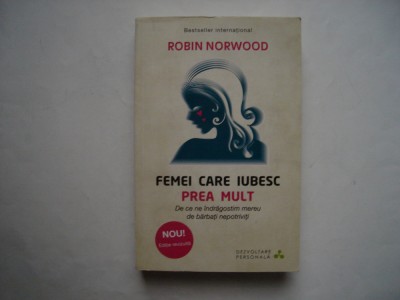 Bestseller internațional
ROBIN NORWOOD
FEMEI CARE IUBESC
PREA MULT
De ce ne îndrăgostim mereu
de bărbați nepotriviți
NOU!
Ediție revizuită
DEZVOLTARE
PERSONALĂ